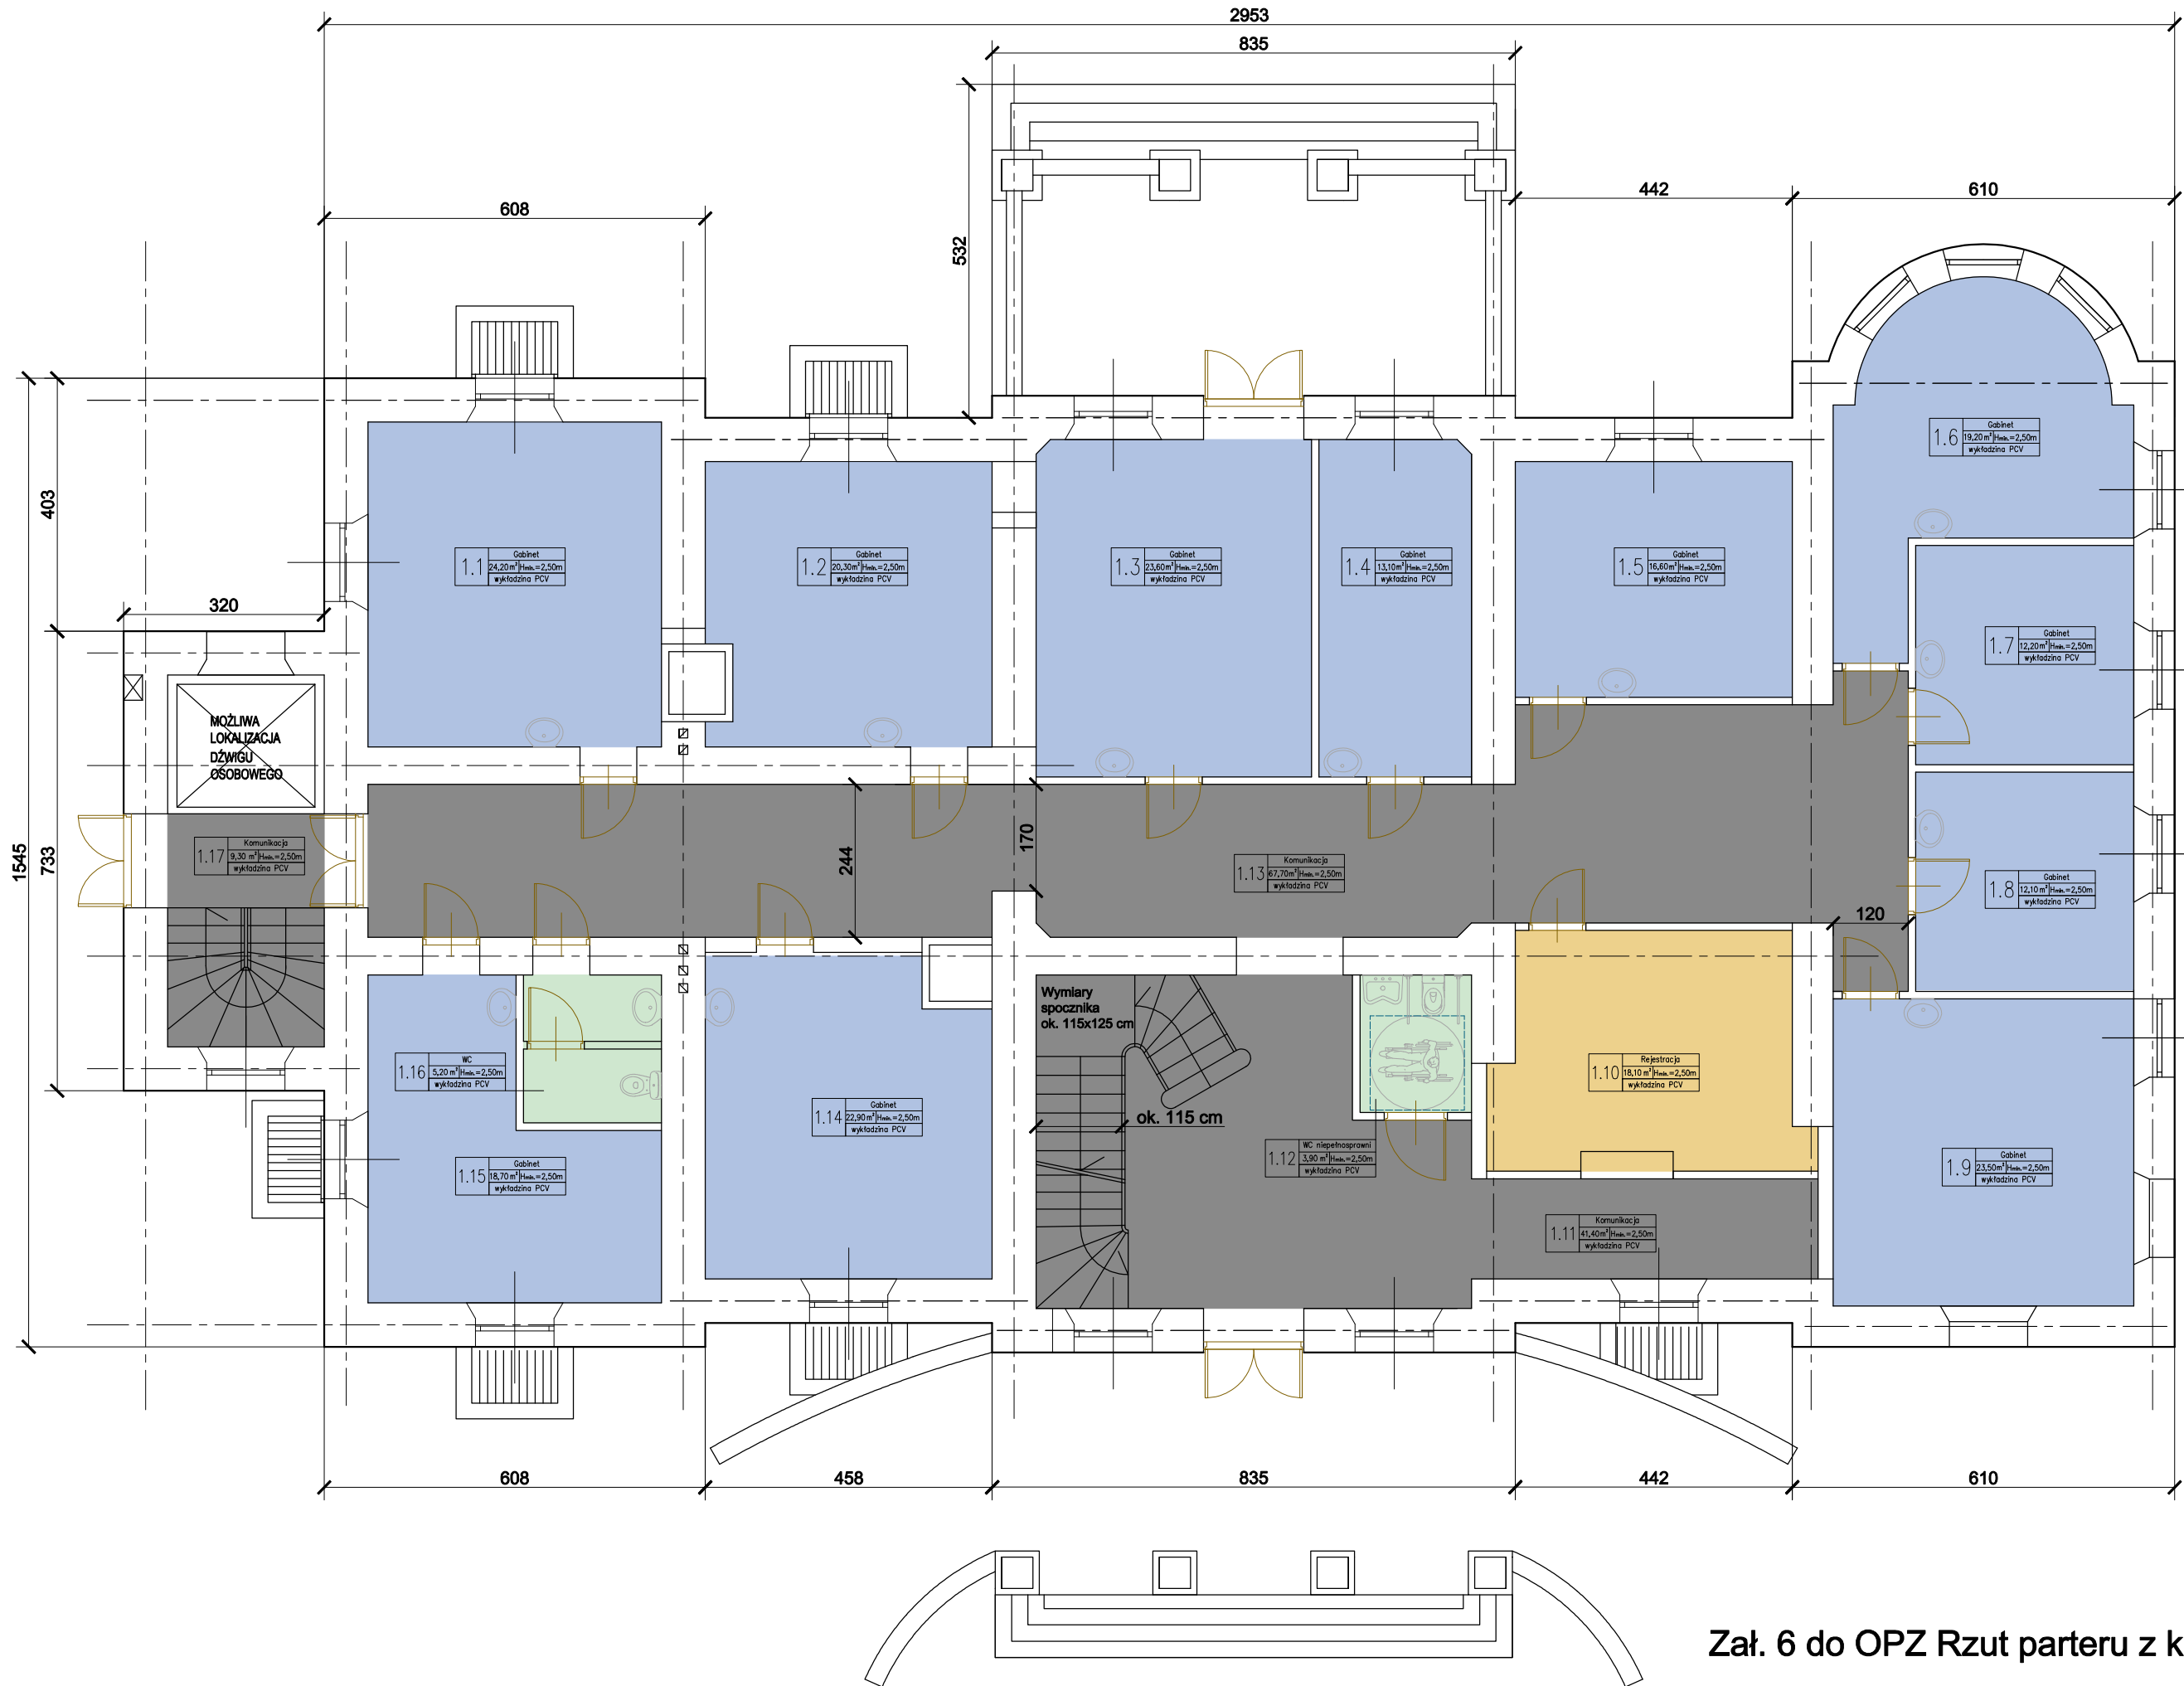 2953
835
442
610
608
532
1.6
Gabinet
19,20m² Hmin.=2,50m
wykładzina PCV
403
1.1
Gabinet
24,20m² Hmin.=2,50m
wykładzina PCV
1.2
Gabinet
20,30m² Hmin.=2,50m
wykładzina PCV
1.3
Gabinet
23,60m² Hmin.=2,50m
wykładzina PCV
1.4
Gabinet
13,10m² Hmin.=2,50m
wykładzina PCV
1.5
Gabinet
16,60m² Hmin.=2,50m
wykładzina PCV
320
1.7
Gabinet
12,20m² Hmin.=2,50m
wykładzina PCV
MOŻLIWA
LOKALIZACJA
DŹWIGU
OSOBOWEGO
1545
733
1.17
Komunikacja
9,30 m² Hmin.=2,50m
wykładzina PCV
244
170
1.13
Komunikacja
67,70m² Hmin.=2,50m
wykładzina PCV
1.8
Gabinet
12,10m² Hmin.=2,50m
wykładzina PCV
120
Wymiary
spocznika
ok. 115x125 cm
1.16
WC
5,20 m² Hmin.=2,50m
wykładzina PCV
1.10
Rejestracja
18,10 m² Hmin.=2,50m
wykładzina PCV
1.14
Gabinet
22,90m² Hmin.=2,50m
wykładzina PCV
ok. 115 cm
1.12
WC niepełnosprawni
3,90 m² Hmin.=2,50m
wykładzina PCV
1.15
Gabinet
18,70m² Hmin.=2,50m
wykładzina PCV
1.9
Gabinet
23,50m² Hmin.=2,50m
wykładzina PCV
1.11
Komunikacja
41,40m² Hmin.=2,50m
wykładzina PCV
608
458
835
442
610
Zał. 6 do OPZ Rzut parteru z k